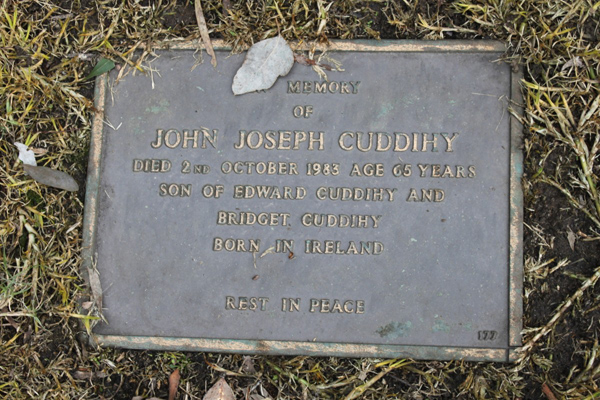 MEMORY
OF
JOHN JOSEPH CUDDIHY
DIED 2ND OCTOBER 1983 AGE 65 YEARS
SON OF EDWARD CUDDIHY AND
BRIDGET CUDDIHY
BORN IN IRELAND
REST IN PEACE
177